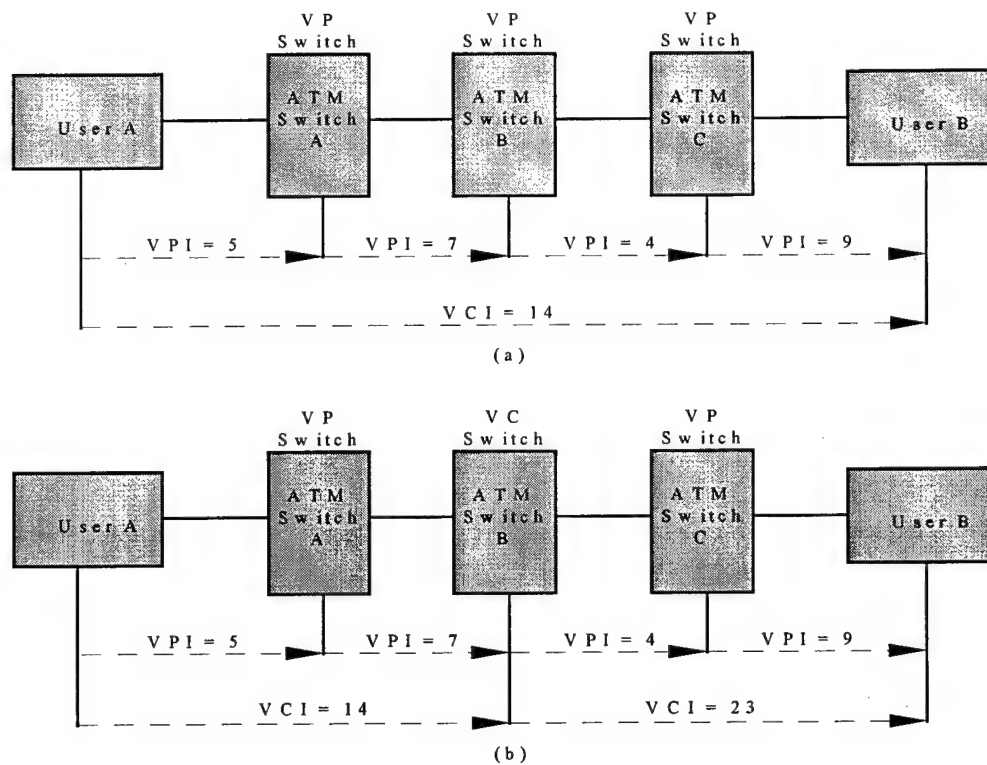 VP Switch
VP Switch
VP Switch
User A
ATM Switch A
ATM Switch B
ATM Switch C
User B
VPI = 5
VPI = 7
VPI = 4
VPI = 9
VCI = 14
(a)
VP Switch
VC Switch
VP Switch
User A
ATM Switch A
ATM Switch B
ATM Switch C
User B
VPI = 5
VPI = 7
VPI = 4
VPI = 9
VCI = 14
VCI = 23
(b)